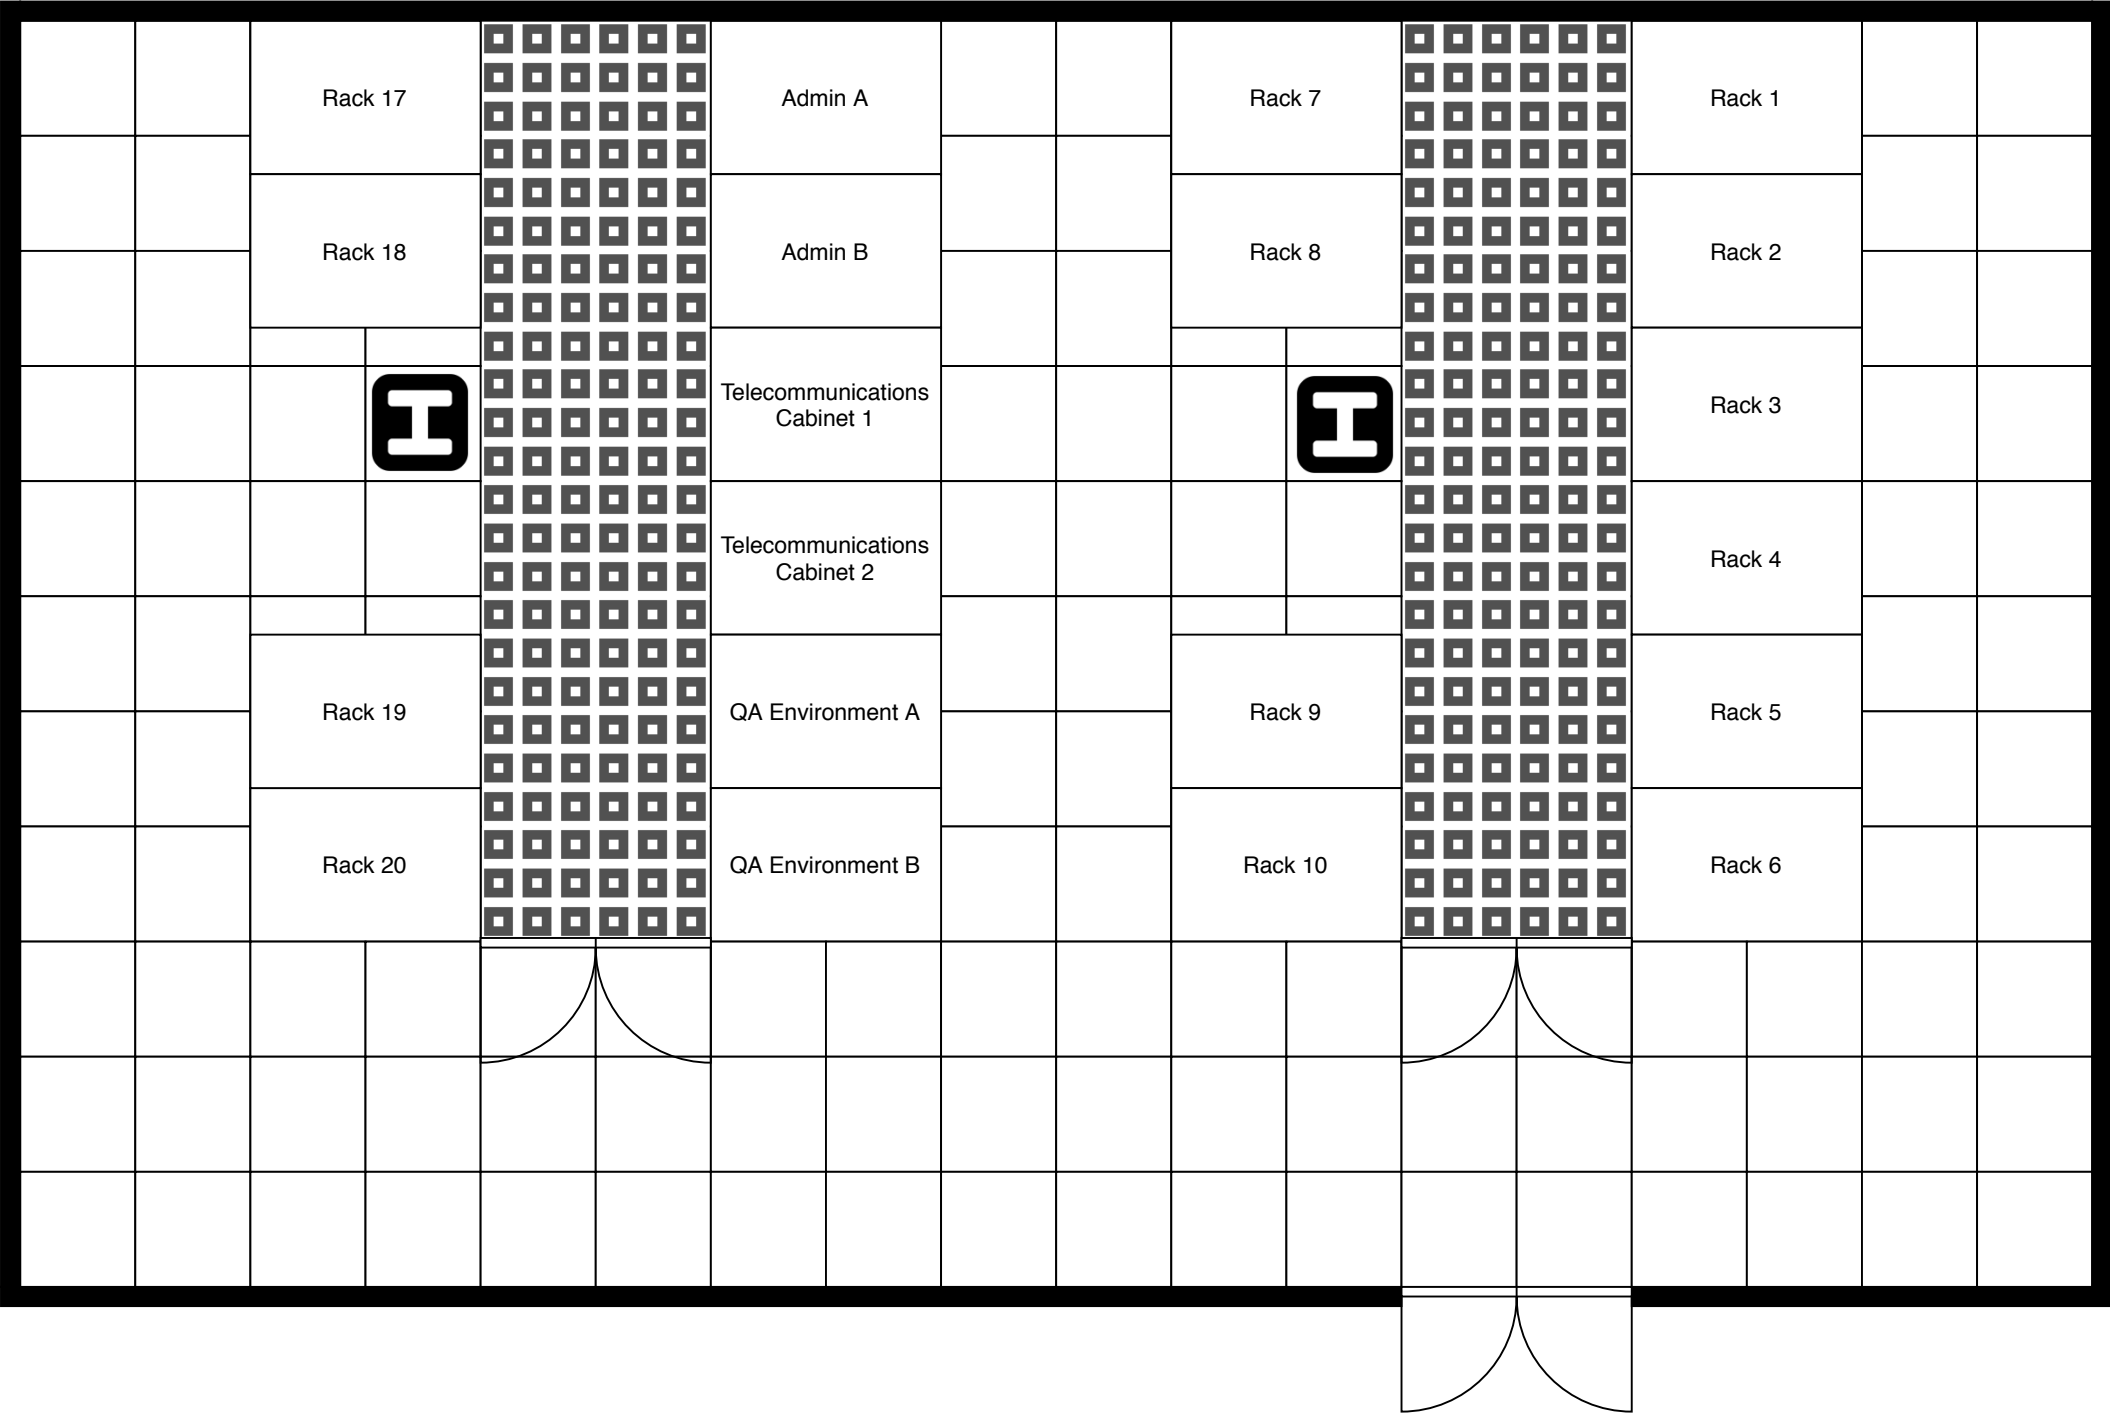 Rack 17
Admin A
Rack 7
Rack 1
Rack 18
Admin B
Rack 8
Rack 2
Telecommunications
Cabinet 1
Rack 3
Telecommunications
Cabinet 2
Rack 4
Rack 19
QA Environment A
Rack 9
Rack 5
Rack 20
QA Environment B
Rack 10
Rack 6